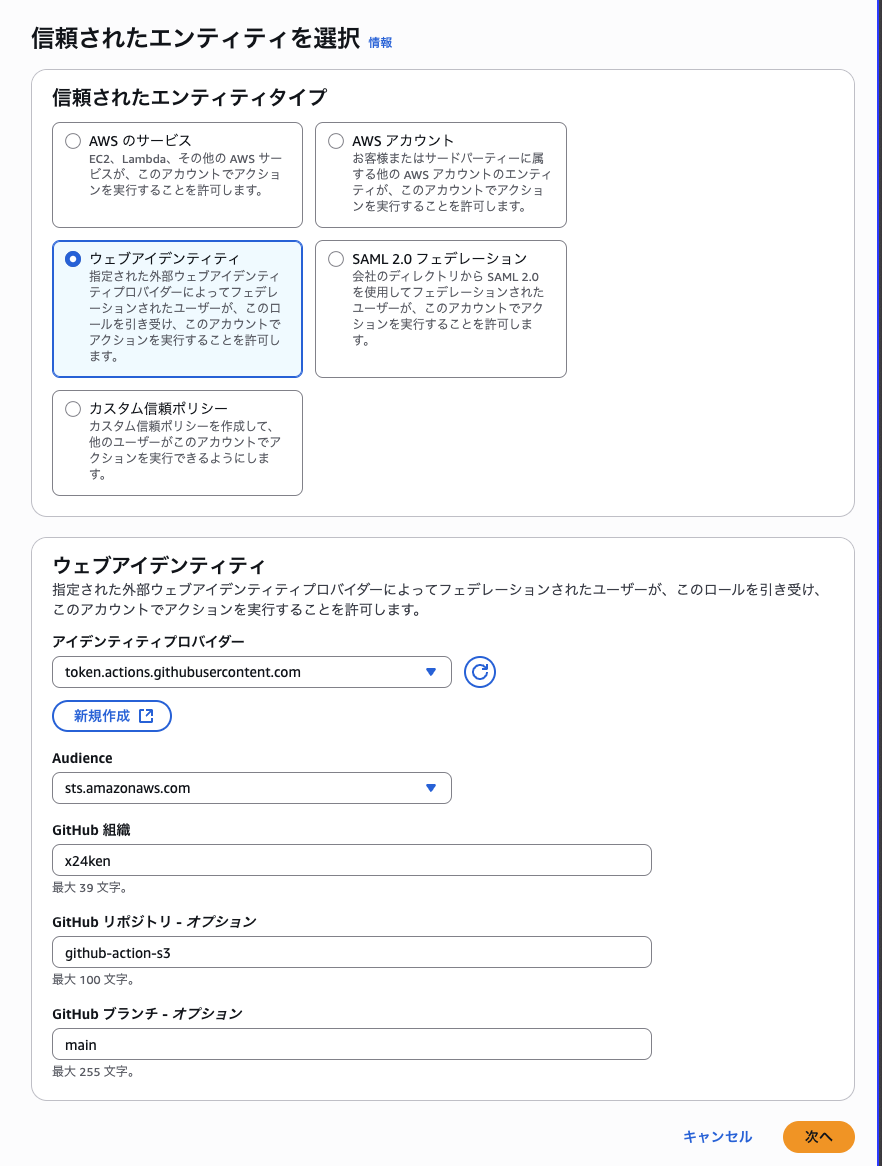 信頼されたエンティティを選択 情報
信頼されたエンティティタイプ
AWS のサービス
EC2、Lambda、その他の AWS サー
ビスが、このアカウントでアクショ
ンを実行することを許可します。
AWS アカウント
お客様またはサードパーティーに属
する他の AWS アカウントのエンティ
ティが、このアカウントでアクショ
ンを実行することを許可します。
ウェブアイデンティティ
指定された外部ウェブアイデンティ
ティプロバイダーによってフェデレ
ーションされたユーザーが、このロ
ールを引き受け、このアカウントで
アクションを実行することを許可し
ます。
SAML 2.0 フェデレーション
会社のディレクトリから SAML 2.0
を使用してフェデレーションされた
ユーザーが、このアカウントでアク
ションを実行することを許可しま
す。
カスタム信頼ポリシー
カスタム信頼ポリシーを作成して、
他のユーザーがこのアカウントでア
クションを実行できるようにしま
す。
ウェブアイデンティティ
指定された外部ウェブアイデンティティプロバイダーによってフェデレーションされたユーザーが、このロールを引き受け、
このアカウントでアクションを実行することを許可します。
アイデンティティプロバイダー
token.actions.githubusercontent.com
新規作成
Audience
sts.amazonaws.com
GitHub 組織
x24ken
最大 39 文字。
GitHub リポジトリ - オプション
github-action-s3
最大 100 文字。
GitHub ブランチ - オプション
main
最大 255 文字。
キャンセル
次へ